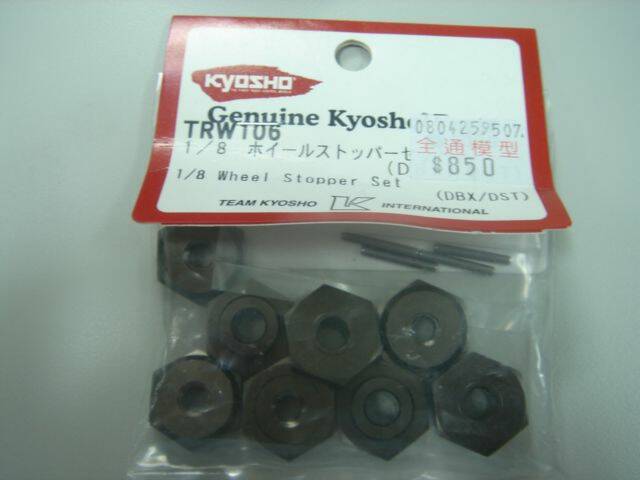 KYOSHO
Genuine Kyosho
TRW106
0804259507
全通模型
$850
1/8 ホイールストッパーセ
(D
1/8 Wheel Stopper Set
(DBX/DST)
TEAM KYOSHO INTERNATIONAL